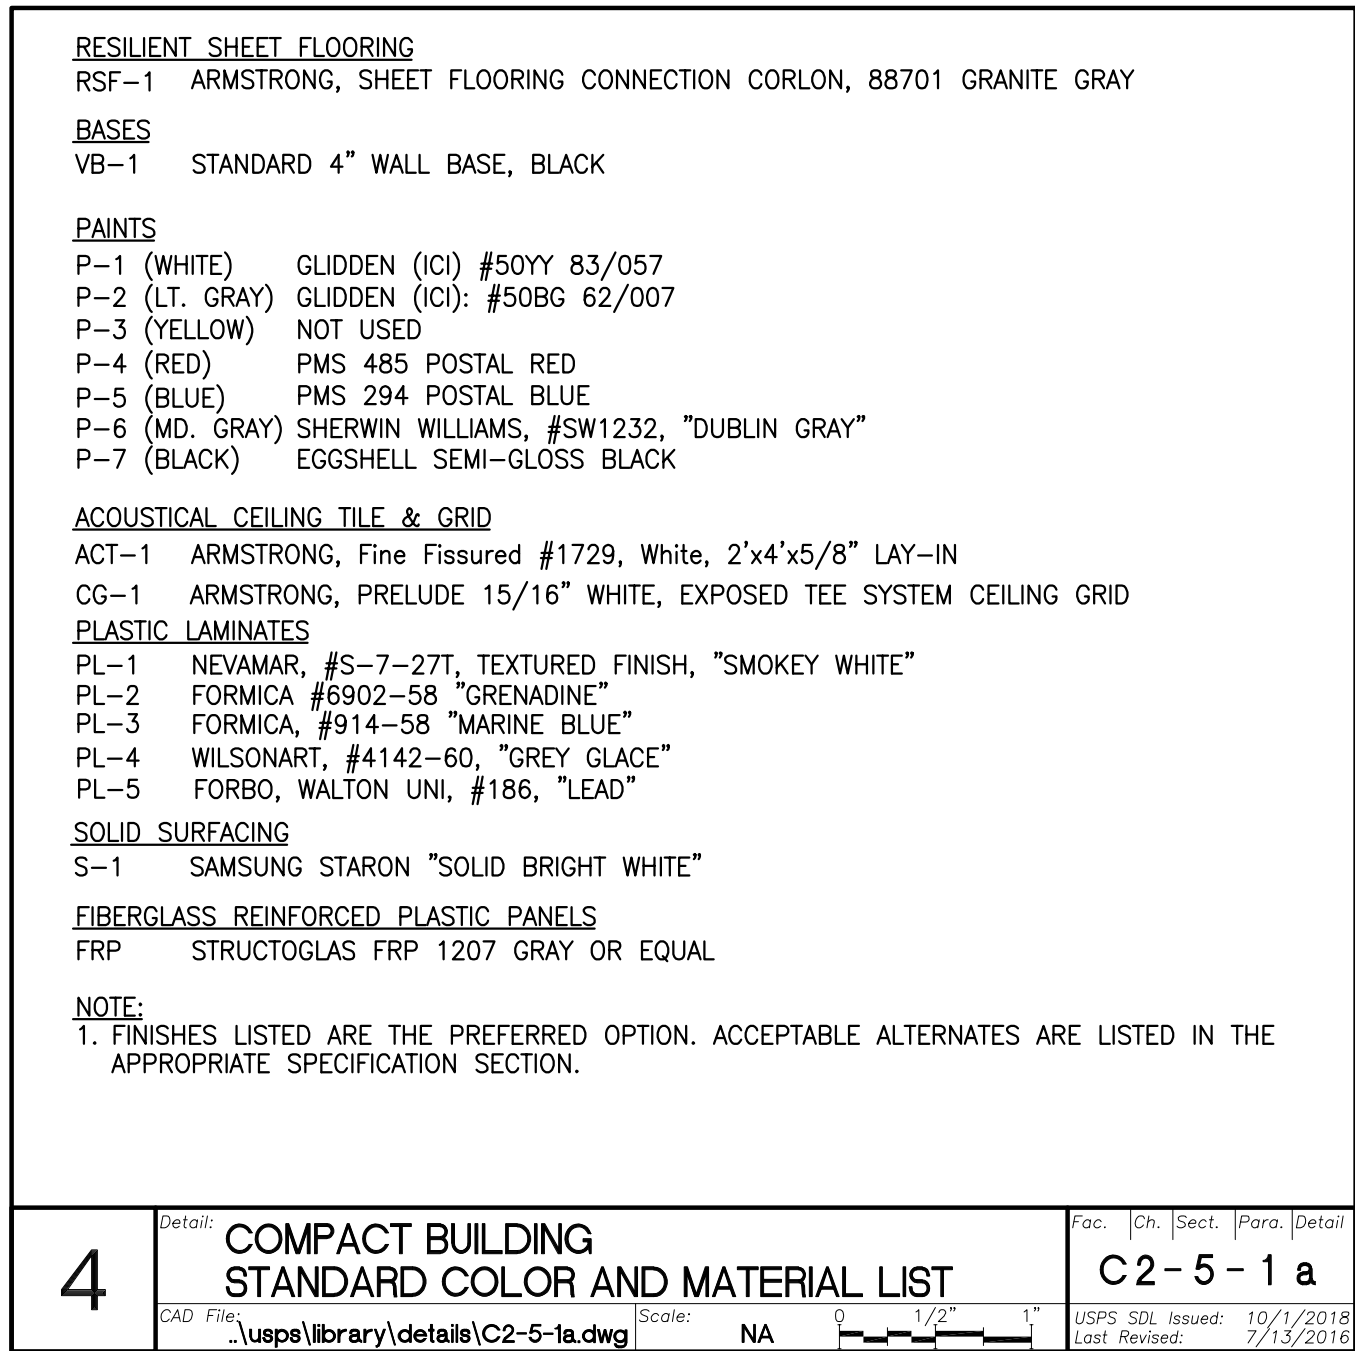 RESILIENT SHEET FLOORING
RSF-1 ARMSTRONG, SHEET FLOORING CONNECTION CORLON, 88701 GRANITE GRAY
BASES
VB-1 STANDARD 4" WALL BASE, BLACK
PAINTS
P-1 (WHITE) GLIDDEN (ICI) #50YY 83/057
P-2 (LT. GRAY) GLIDDEN (ICI): #50BG 62/007
P-3 (YELLOW) NOT USED
P-4 (RED) PMS 485 POSTAL RED
P-5 (BLUE) PMS 294 POSTAL BLUE
P-6 (MD. GRAY) SHERWIN WILLIAMS, #SW1232, "DUBLIN GRAY"
P-7 (BLACK) EGGSHELL SEMI-GLOSS BLACK
ACOUSTICAL CEILING TILE & GRID
ACT-1 ARMSTRONG, Fine Fissured #1729, White, 2'x4'x5/8" LAY-IN
CG-1 ARMSTRONG, PRELUDE 15/16" WHITE, EXPOSED TEE SYSTEM CEILING GRID
PLASTIC LAMINATES
PL-1 NEVAMAR, #S-7-27T, TEXTURED FINISH, "SMOKEY WHITE"
PL-2 FORMICA #6902-58 "GRENADINE"
PL-3 FORMICA, #914-58 "MARINE BLUE"
PL-4 WILSONART, #4142-60, "GREY GLACE"
PL-5 FORBO, WALTON UNI, #186, "LEAD"
SOLID SURFACING
S-1 SAMSUNG STARON "SOLID BRIGHT WHITE"
FIBERGLASS REINFORCED PLASTIC PANELS
FRP STRUCTOGLAS FRP 1207 GRAY OR EQUAL
NOTE:
1. FINISHES LISTED ARE THE PREFERRED OPTION. ACCEPTABLE ALTERNATES ARE LISTED IN THE
APPROPRIATE SPECIFICATION SECTION.
4
Detail: COMPACT BUILDING
STANDARD COLOR AND MATERIAL LIST
CAD File: ..\usps\library\details\C2-5-1a.dwg
Scale: NA
0 1/2" 1"
Fac. Ch. Sect. Para. Detail
C2-5-1a
USPS SDL Issued: 10/1/2018
Last Revised: 7/13/2016